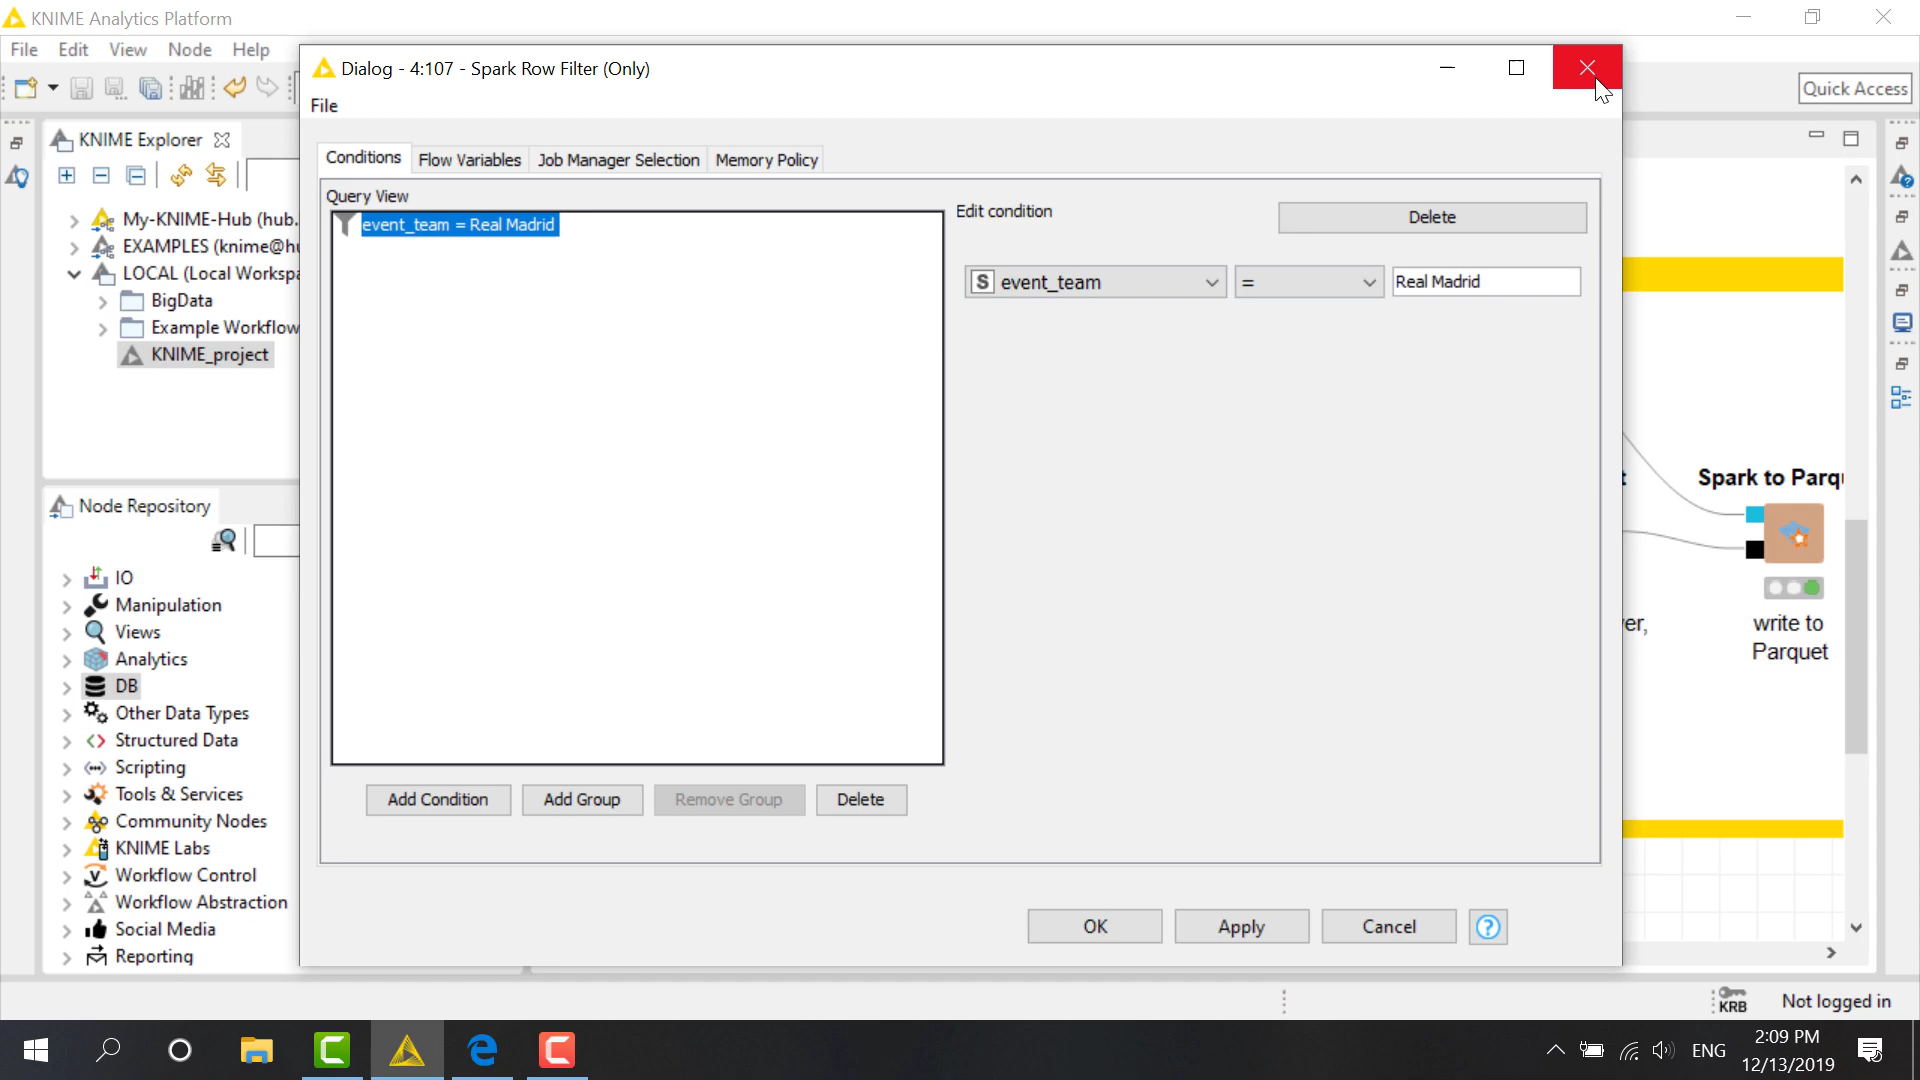 KNIME Analytics Platform
File Edit View Node Help
Quick Access
Dialog - 4:107 - Spark Row Filter (Only)
File
KNIME Explorer
My-KNIME-Hub (hub.
EXAMPLES (knime@hu
LOCAL (Local Workspa
BigData
Example Workflow
KNIME_project
Conditions Flow Variables Job Manager Selection Memory Policy
Query View
event_team = Real Madrid
Edit condition
Delete
S event_team = Real Madrid
Add Condition Add Group Remove Group Delete
OK Apply Cancel ?
Node Repository
IO
Manipulation
Views
Analytics
DB
Other Data Types
Structured Data
Scripting
Tools & Services
Community Nodes
KNIME Labs
Workflow Control
Workflow Abstraction
Social Media
Reporting
t Spark to Parqu
er, write to
Parquet
KRB Not logged in
ENG
2:09 PM
12/13/2019